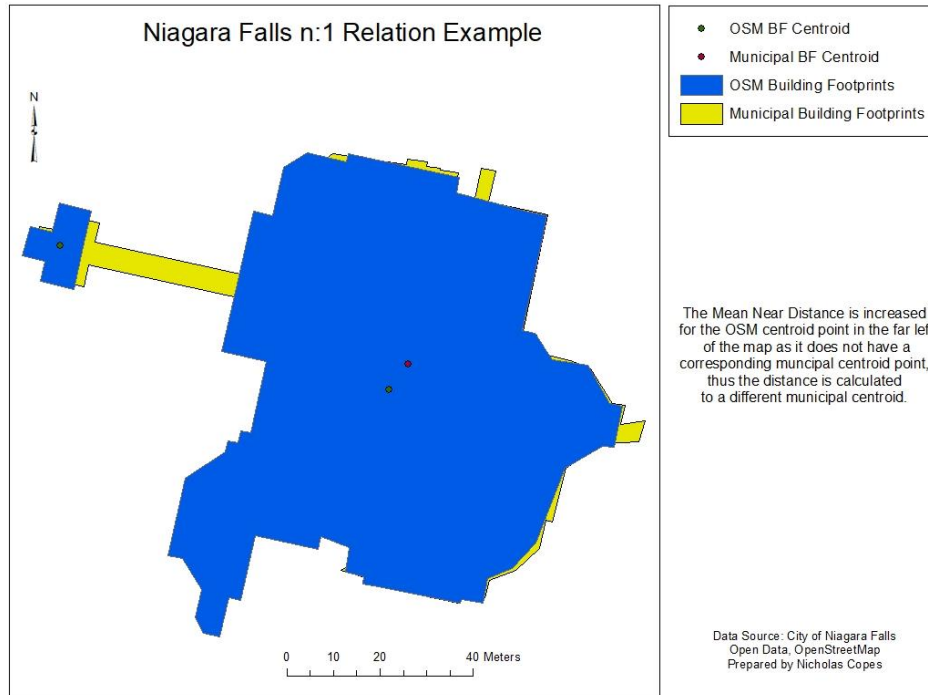 Niagara Falls n:1 Relation Example
N
OSM BF Centroid
Municipal BF Centroid
OSM Building Footprints
Municipal Building Footprints
The Mean Near Distance is increased
for the OSM centroid point in the far lef
of the map as it does not have a
corresponding muncipal centroid point,
thus the distance is calculated
to a different municipal centroid.
0 10 20 40 Meters
Data Source: City of Niagara Falls
Open Data, OpenStreetMap
Prepared by Nicholas Copes